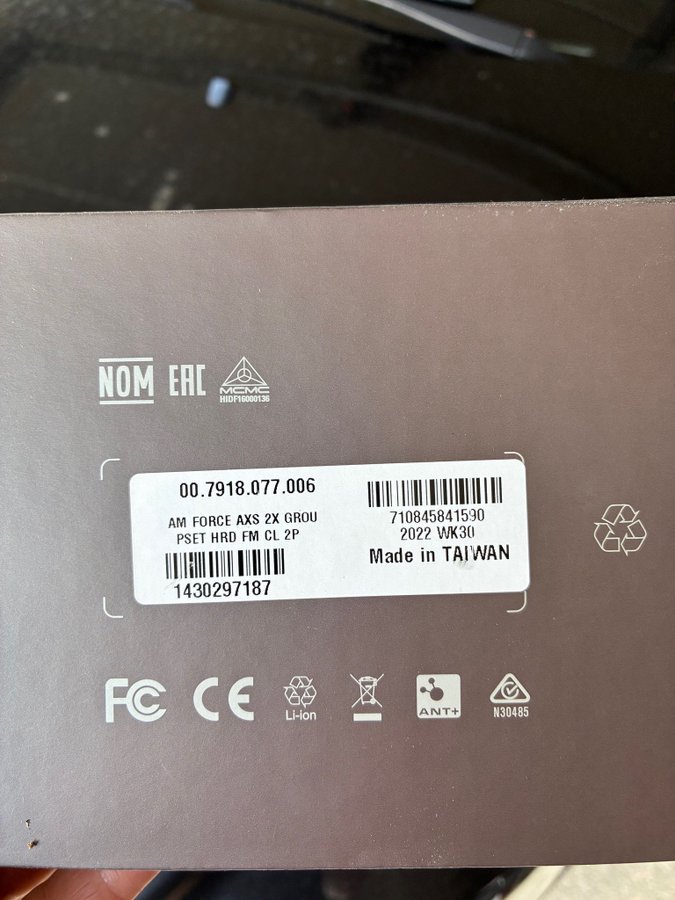 NOM EAC MCMC
HIDF16000136
00.7918.077.006
AM FORCE AXS 2X GROU
PSET HRD FM CL 2P
1430297187
710845841590
2022 WK30
Made in TAIWAN
FC CE Li-ion ANT+ N30485